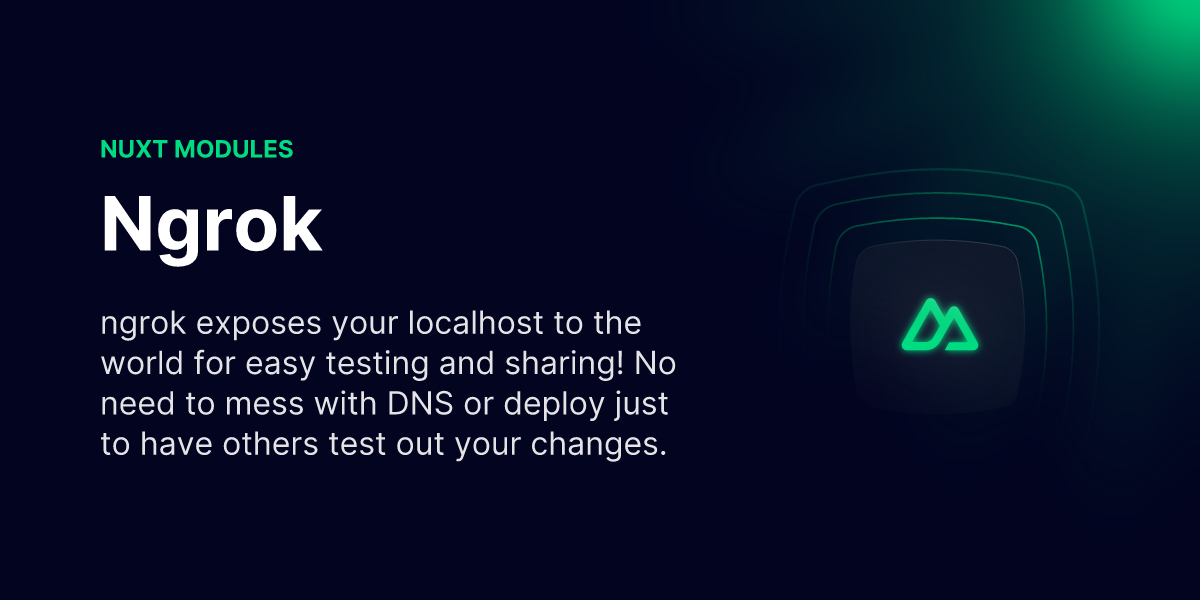 NUXT MODULES
Ngrok
ngrok exposes your localhost to the
world for easy testing and sharing! No
need to mess with DNS or deploy just
to have others test out your changes.